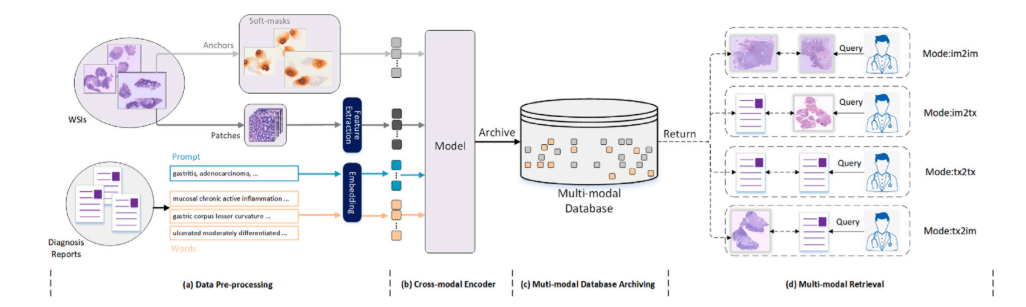 Soft-masks
Anchors
WSIs
Patches
Feature
Extraction
Prompt
gastritis, adenocarcinoma, ...
mucosal chronic active inflammation ...
gastric corpus lesser curvature ...
ulcerated moderately differentiated ...
Words
Diagnosis
Reports
Embedding
Model
Archive
Multi-modal
Database
Return
Query
Mode:im2im
Query
Mode:im2tx
Query
Mode:tx2tx
Query
Mode:tx2im
(a) Data Pre-processing
(b) Cross-modal Encoder
(c) Muti-modal Database Archiving
(d) Multi-modal Retrieval